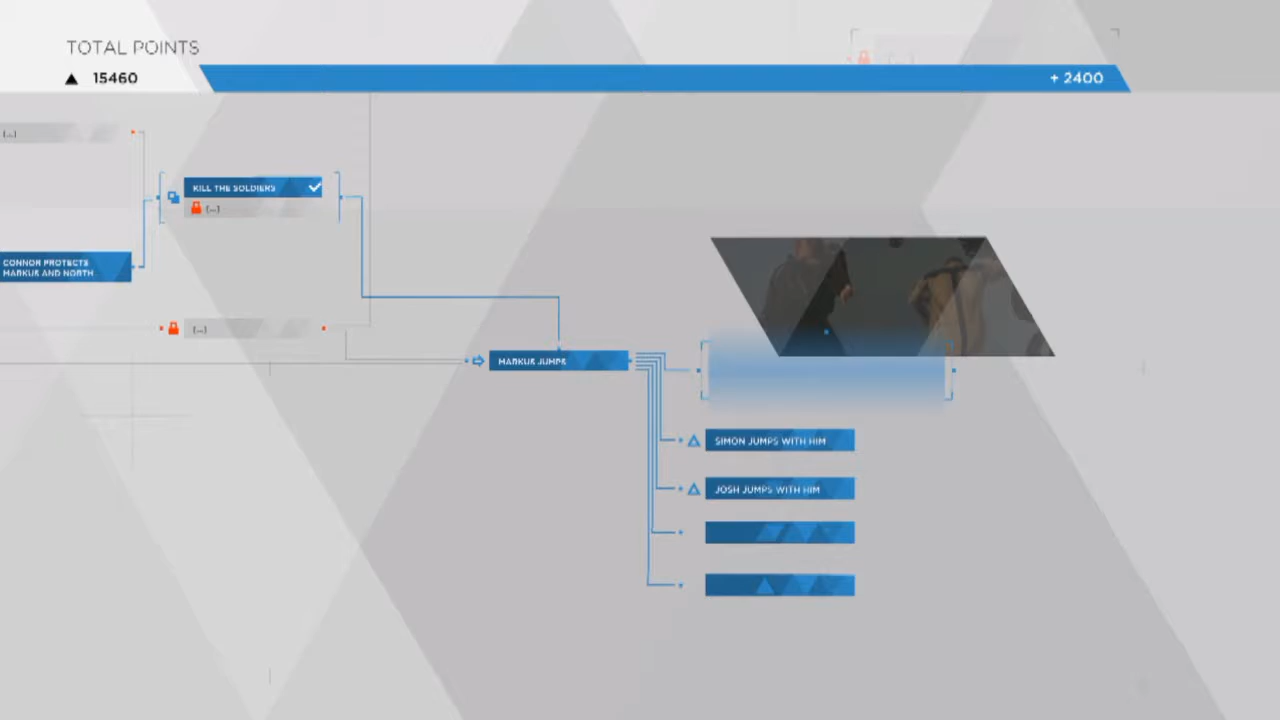 TOTAL POINTS
15460
+ 2400
(...)
KILL THE SOLDIERS
(...)
CONNOR PROTECTS
MARKUS AND NORTH
(...)
MARKUS JUMPS
SIMON JUMPS WITH HIM
JOSH JUMPS WITH HIM